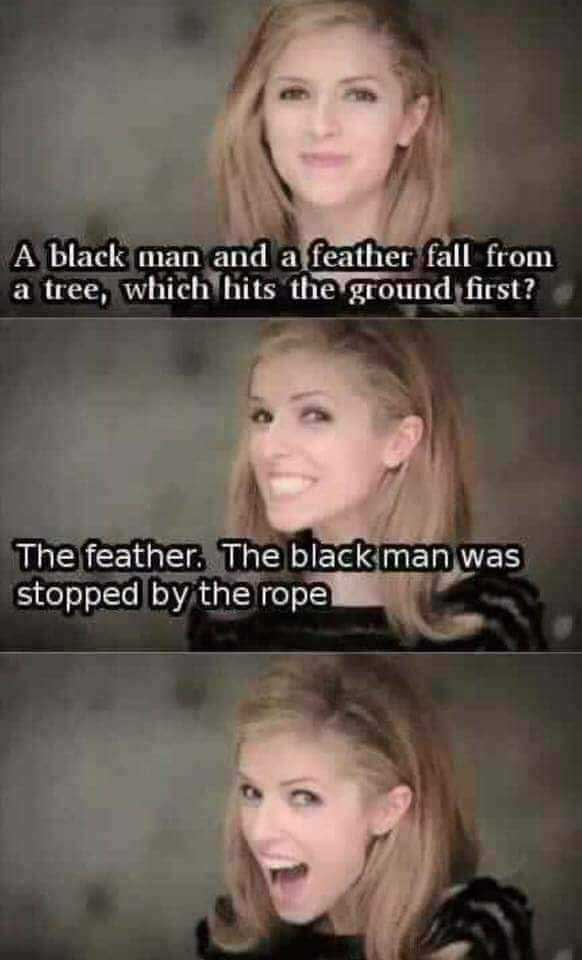 A black man and a feather fall from
a tree, which hits the ground first?
The feather. The black man was
stopped by the rope